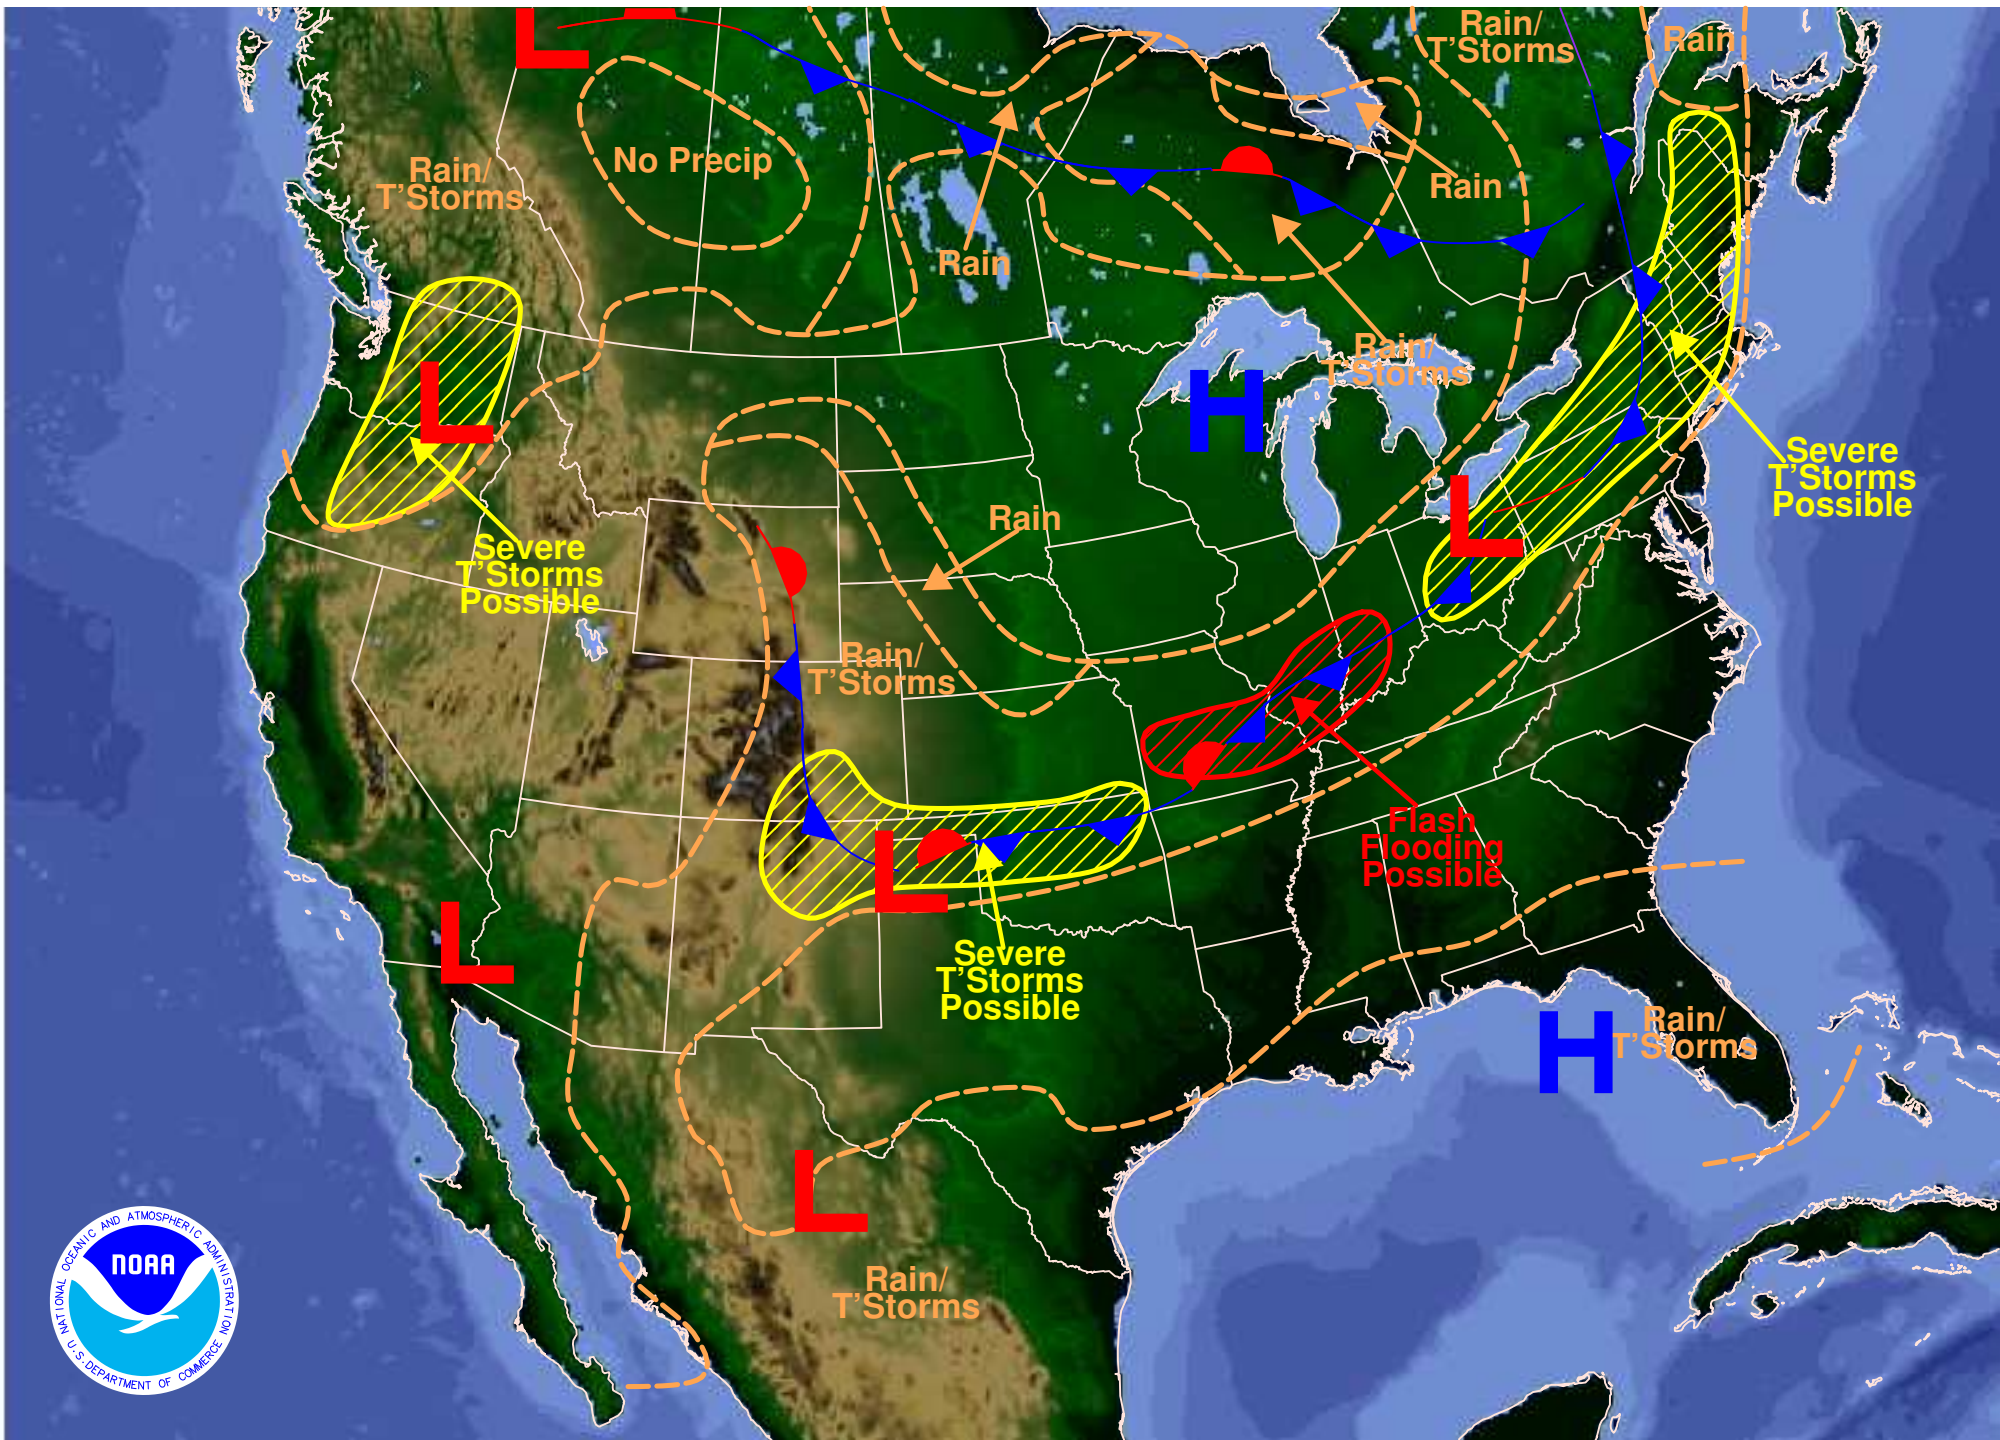 L
Rain/
T'Storms
Rain
No Precip
Rain/
T'Storms
Rain
Rain
Rain/
T'Storms
H
L
Severe
T'Storms
Possible
L
Severe
T'Storms
Possible
Rain
Rain/
T'Storms
Flash
Flooding
Possible
L
L
Severe
T'Storms
Possible
H
Rain/
T'Storms
L
Rain/
T'Storms
NATIONAL OCEANIC AND ATMOSPHERIC ADMINISTRATION
NOAA
U.S. DEPARTMENT OF COMMERCE